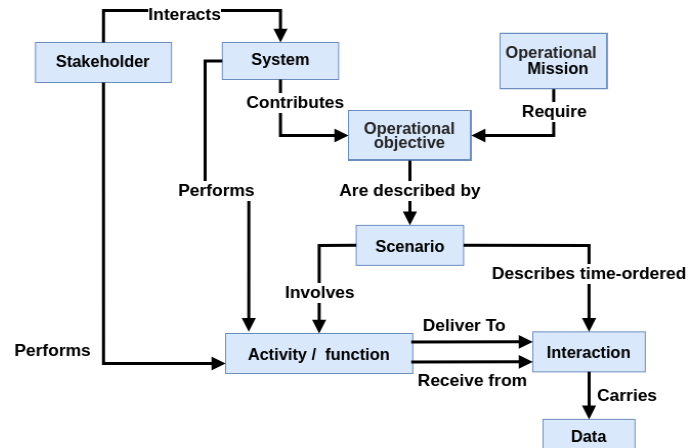 Interacts
Stakeholder
System
Operational
Mission
Contributes
Require
Operational
objective
Performs
Are described by
Scenario
Describes time-ordered
Involves
Deliver To
Performs
Activity / function
Interaction
Receive from
Carries
Data